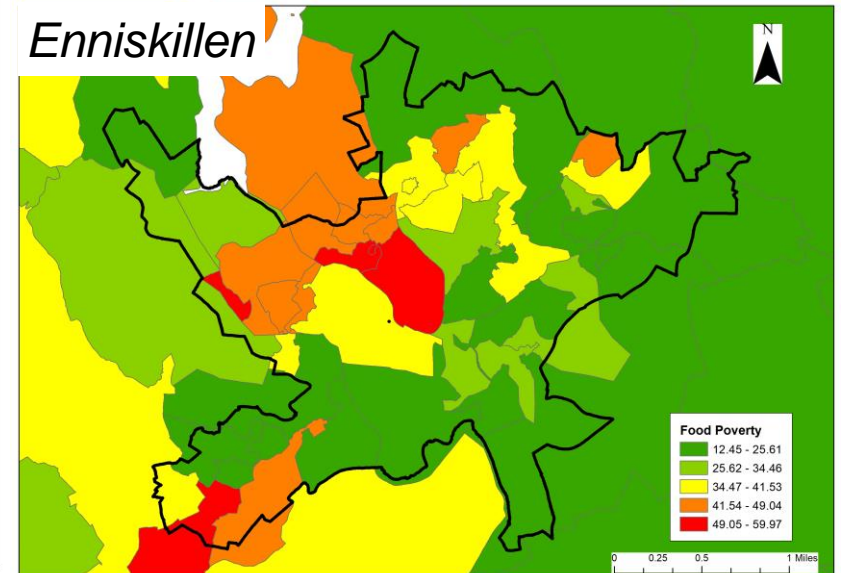 Enniskillen
N
Food Poverty
12.45 - 25.61
25.62 - 34.46
34.47 - 41.53
41.54 - 49.04
49.05 - 59.97
0 0.25 0.5 1 Miles